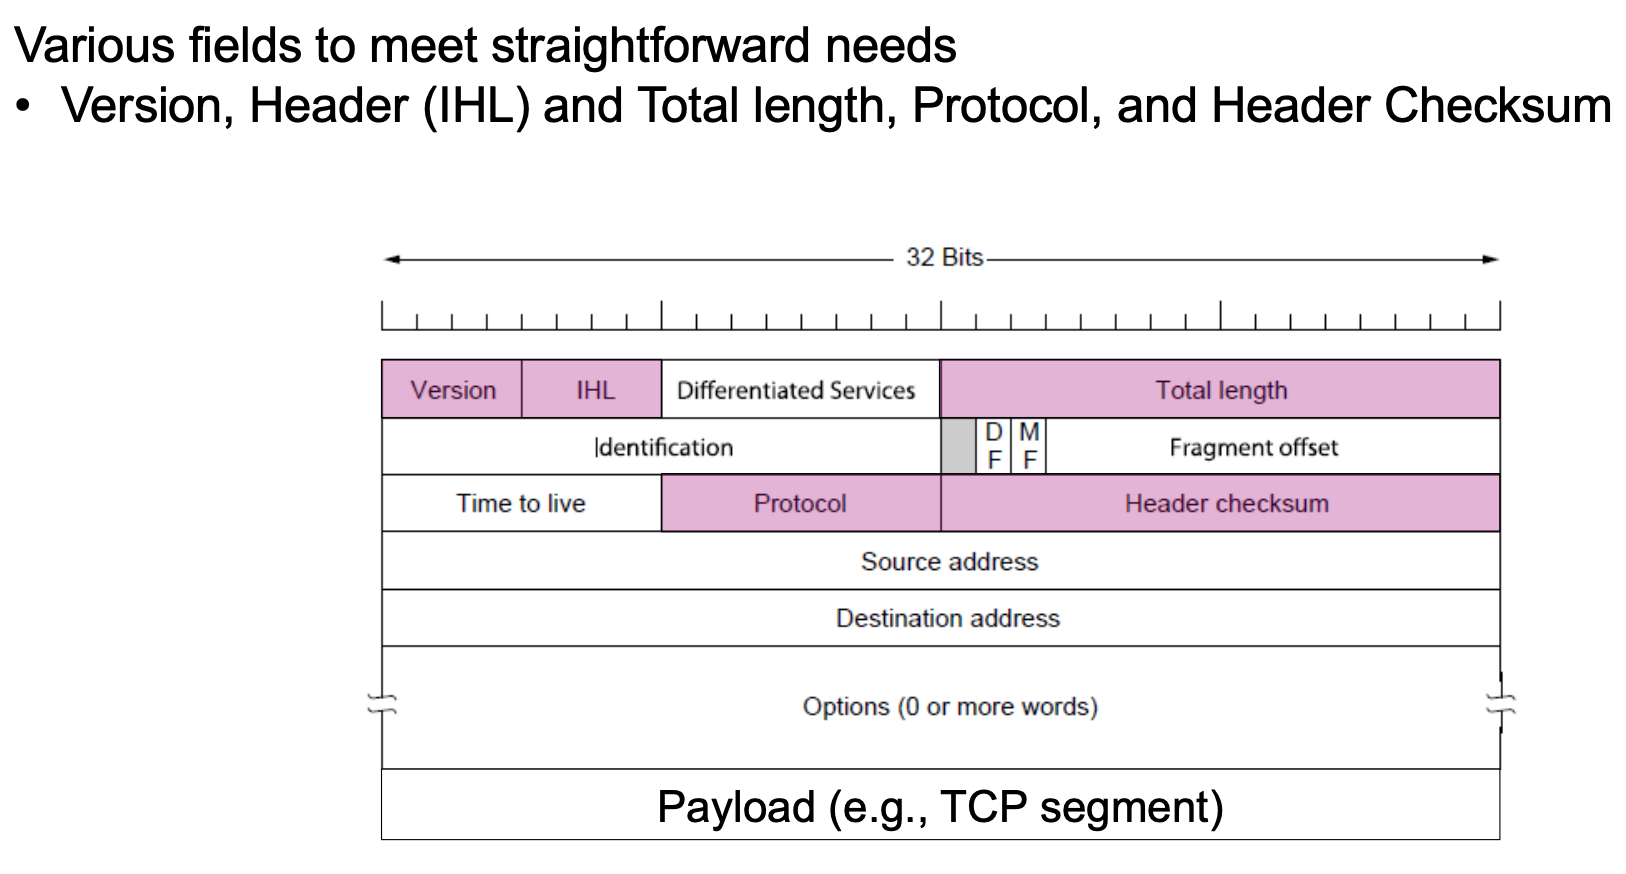 Various fields to meet straightforward needs
• Version, Header (IHL) and Total length, Protocol, and Header Checksum
32 Bits
Version IHL Differentiated Services Total length
Identification DF MF Fragment offset
Time to live Protocol Header checksum
Source address
Destination address
Options (0 or more words)
Payload (e.g., TCP segment)